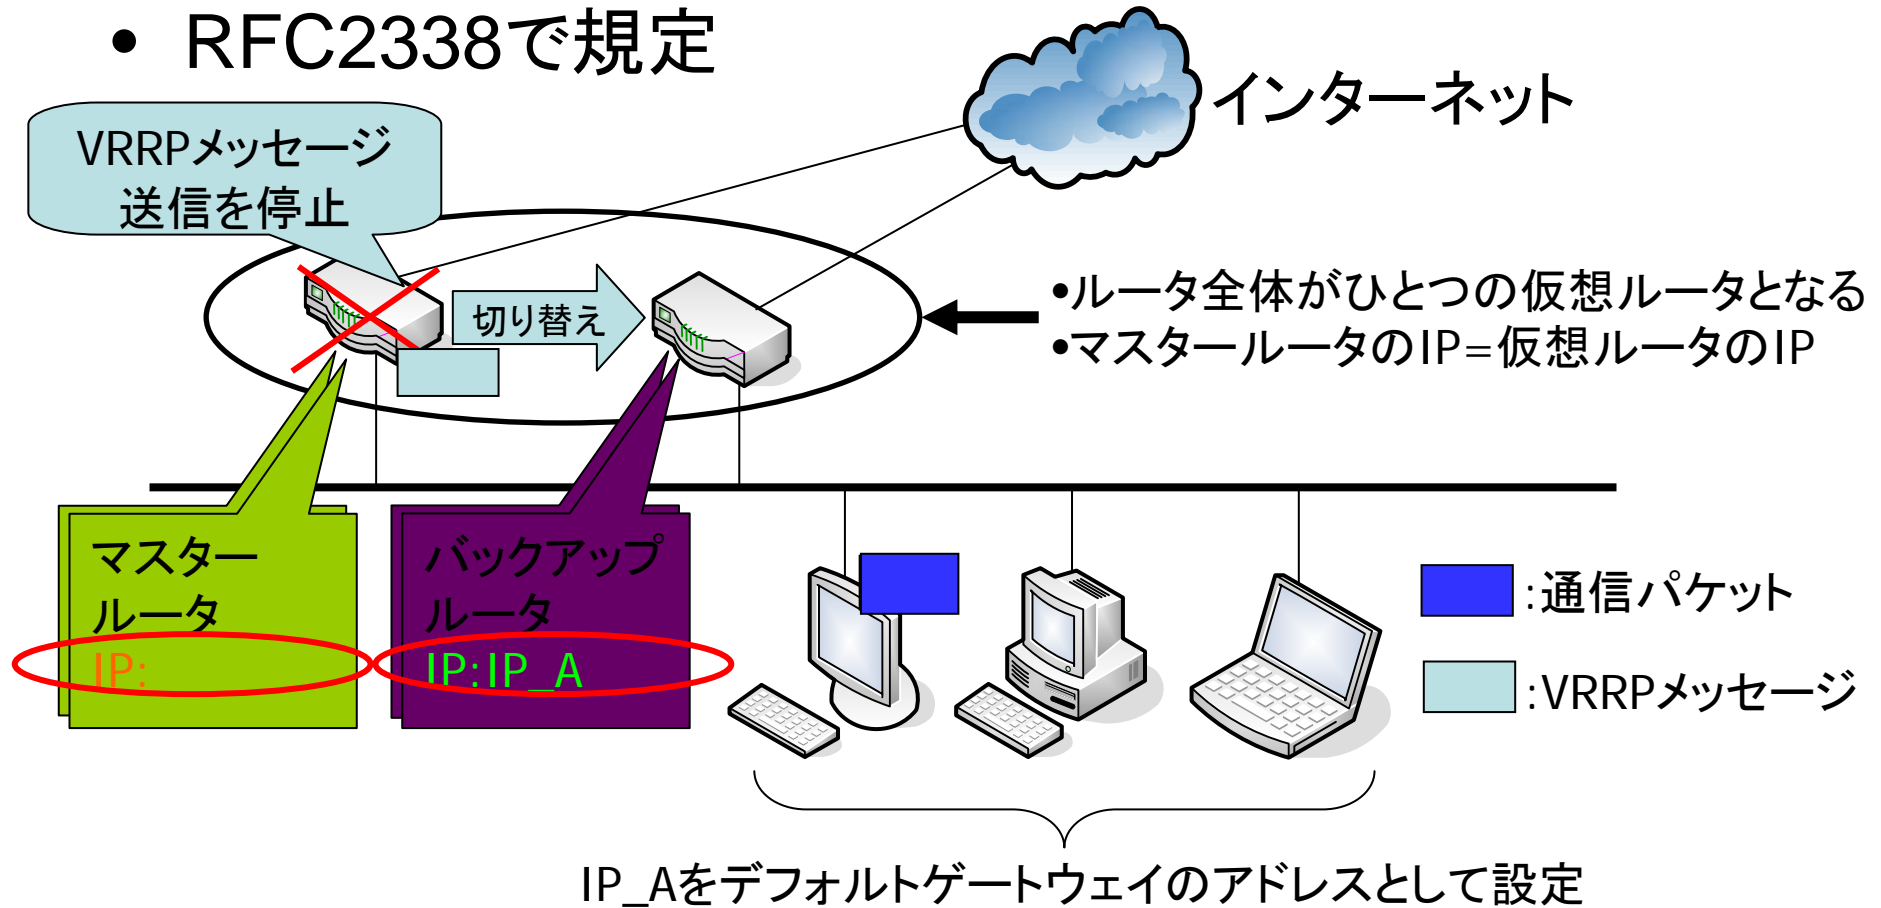 • RFC2338で規定
インターネット
VRRPメッセージ
送信を停止
切り替え
•ルータ全体がひとつの仮想ルータとなる
•マスタールータのIP=仮想ルータのIP
マスター
ルータ
IP:
バックアップ
ルータ
IP:IP_A
:通信パケット
:VRRPメッセージ
IP_Aをデフォルトゲートウェイのアドレスとして設定